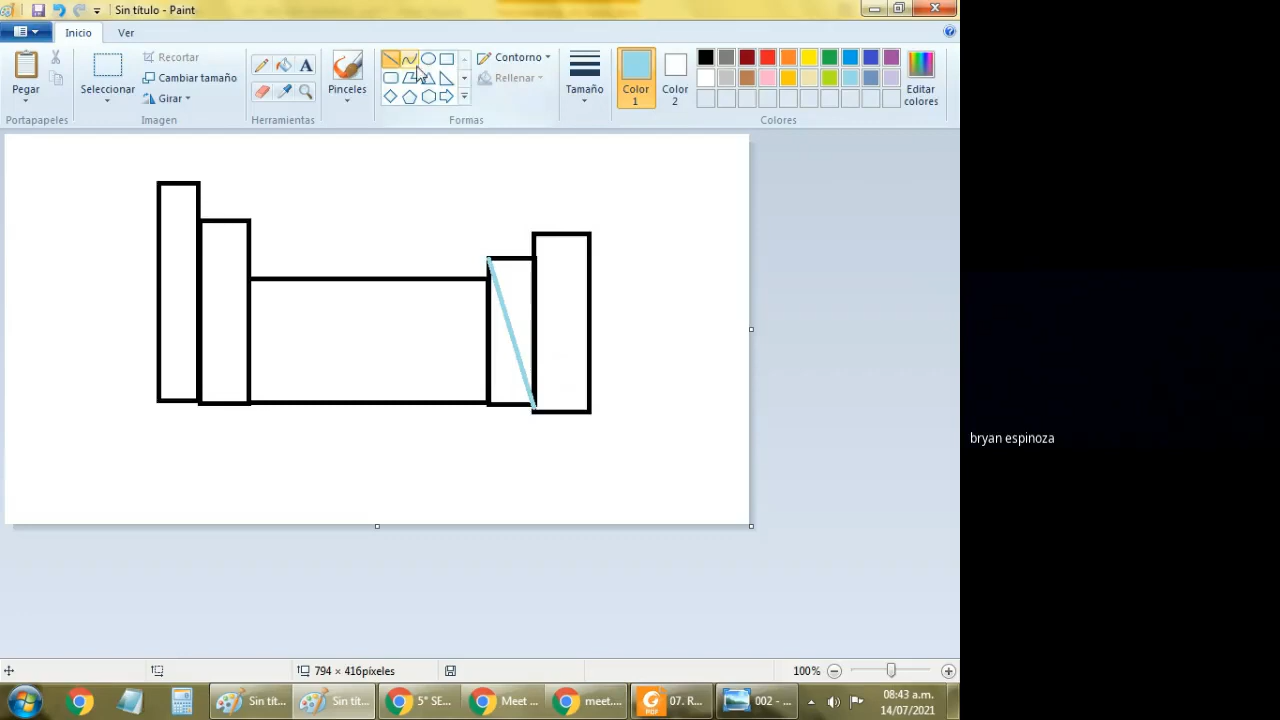 Sin título - Paint
Inicio
Ver
Pegar
Portapapeles
Seleccionar
Recortar
Cambiar tamaño
Girar
Imagen
A
Herramientas
Pinceles
Contorno
Rellenar
Formas
Tamaño
Color 1
Color 2
Editar colores
Colores
bryan espinoza
794 × 416píxeles
100%
Sin tít...
Sin tít...
5° SE...
Meet ...
meet....
PDF
07. R...
002 - ...
08:43 a.m.
14/07/2021